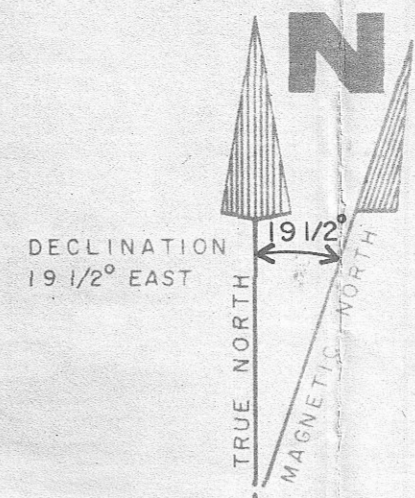 N
19 1/2°
DECLINATION
19 1/2° EAST
TRUE NORTH
MAGNETIC NORTH